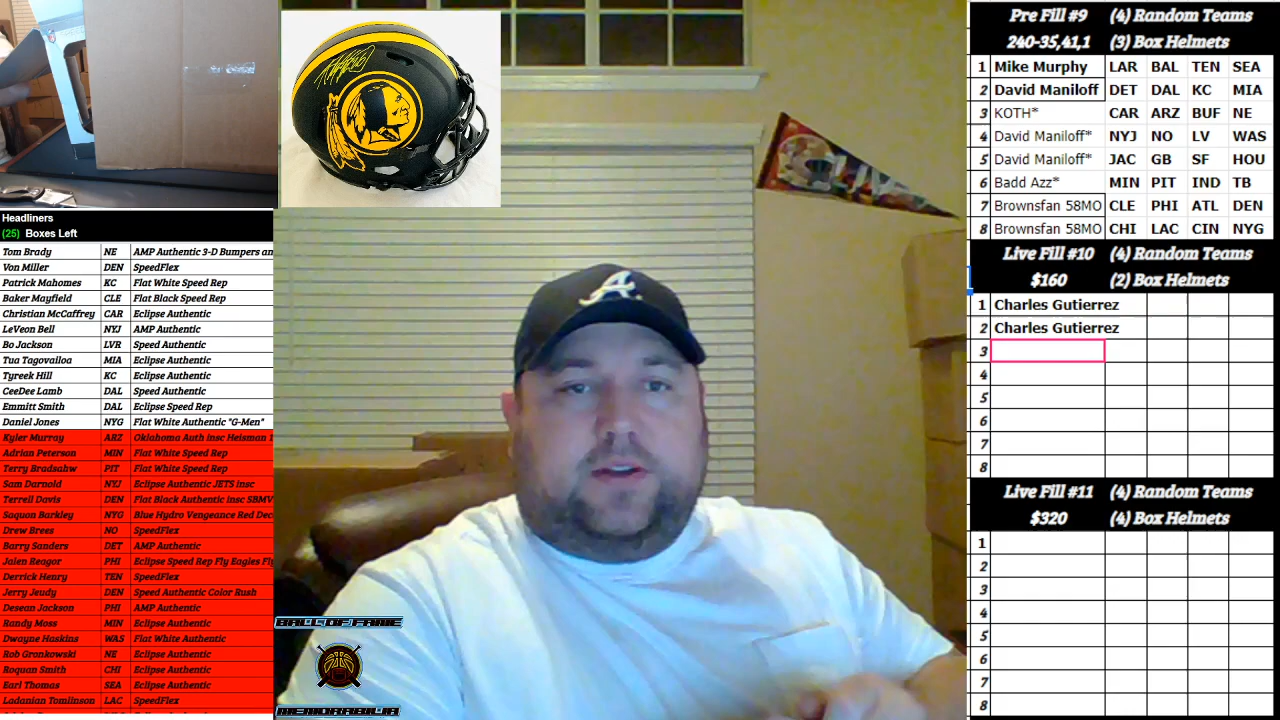 Headliners
(25) Boxes Left
Tom Brady NE AMP Authentic 3-D Bumpers an
Von Miller DEN SpeedFlex
Patrick Mahomes KC Flat White Speed Rep
Baker Mayfield CLE Flat Black Speed Rep
Christian McCaffrey CAR Eclipse Authentic
LeVeon Bell NYJ AMP Authentic
Bo Jackson LVR Speed Authentic
Tua Tagovailoa MIA Eclipse Authentic
Tyreek Hill KC Eclipse Authentic
CeeDee Lamb DAL Speed Authentic
Emmitt Smith DAL Eclipse Speed Rep
Daniel Jones NYG Flat White Authentic "G-Men"
Kyler Murray ARZ Oklahoma Auth insc Heisman
Adrian Peterson MIN Flat White Speed Rep
Terry Bradsahw PIT Flat White Speed Rep
Sam Darnold NYJ Eclipse Authentic JETS insc
Terrell Davis DEN Flat Black Authentic insc SBMV
Saquon Barkley NYG Blue Hydro Vengeance Red Dec
Drew Brees NO SpeedFlex
Barry Sanders DET AMP Authentic
Jalen Reagor PHI Eclipse Speed Rep Fly Eagles Fly
Derrick Henry TEN SpeedFlex
Jerry Jeudy DEN Speed Authentic Color Rush
Desean Jackson PHI AMP Authentic
Randy Moss MIN Eclipse Authentic
Dwayne Haskins WAS Flat White Authentic
Rob Gronkowski NE Eclipse Authentic
Roquan Smith CHI Eclipse Authentic
Earl Thomas SEA Eclipse Authentic
Ladanian Tomlinson LAC SpeedFlex
A
BALL OF FAME
MEMORABILIA
Pre Fill #9 (4) Random Teams
240-35,41,1 (3) Box Helmets
1 Mike Murphy LAR BAL TEN SEA
2 David Maniloff DET DAL KC MIA
3 KOTH* CAR ARZ BUF NE
4 David Maniloff* NYJ NO LV WAS
5 David Maniloff* JAC GB SF HOU
6 Badd Azz* MIN PIT IND TB
7 Brownsfan 58MO CLE PHI ATL DEN
8 Brownsfan 58MO CHI LAC CIN NYG
Live Fill #10 (4) Random Teams
$160 (2) Box Helmets
1 Charles Gutierrez
2 Charles Gutierrez
3
4
5
6
7
8
Live Fill #11 (4) Random Teams
$320 (4) Box Helmets
1
2
3
4
5
6
7
8